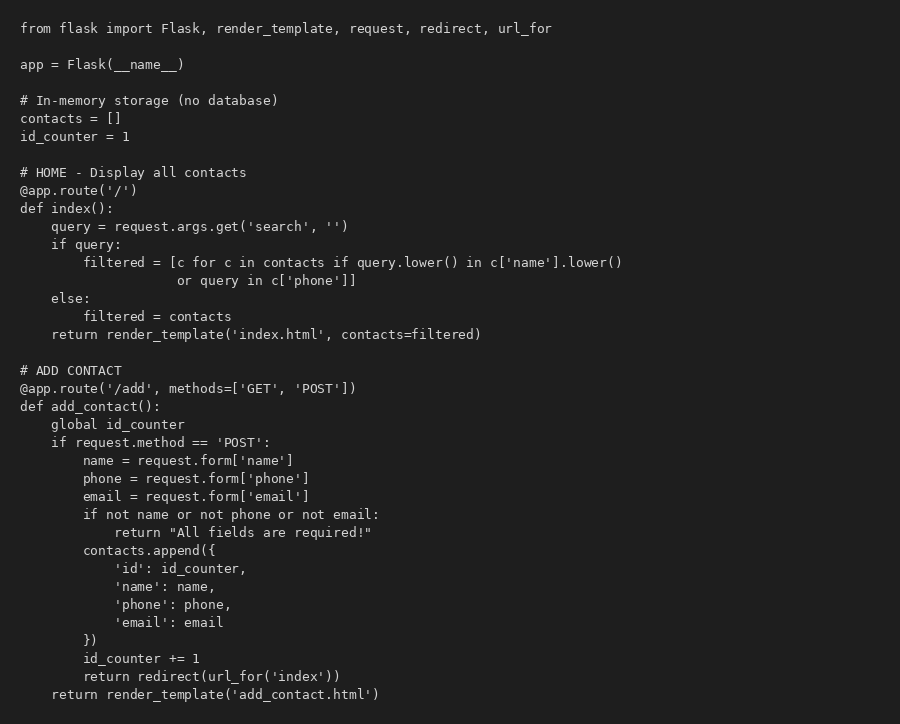 from flask import Flask, render_template, request, redirect, url_for

app = Flask(__name__)

# In-memory storage (no database)
contacts = []
id_counter = 1

# HOME - Display all contacts
@app.route('/')
def index():
    query = request.args.get('search', '')
    if query:
        filtered = [c for c in contacts if query.lower() in c['name'].lower()
                    or query in c['phone']]
    else:
        filtered = contacts
    return render_template('index.html', contacts=filtered)

# ADD CONTACT
@app.route('/add', methods=['GET', 'POST'])
def add_contact():
    global id_counter
    if request.method == 'POST':
        name = request.form['name']
        phone = request.form['phone']
        email = request.form['email']
        if not name or not phone or not email:
            return "All fields are required!"
        contacts.append({
            'id': id_counter,
            'name': name,
            'phone': phone,
            'email': email
        })
        id_counter += 1
        return redirect(url_for('index'))
    return render_template('add_contact.html')